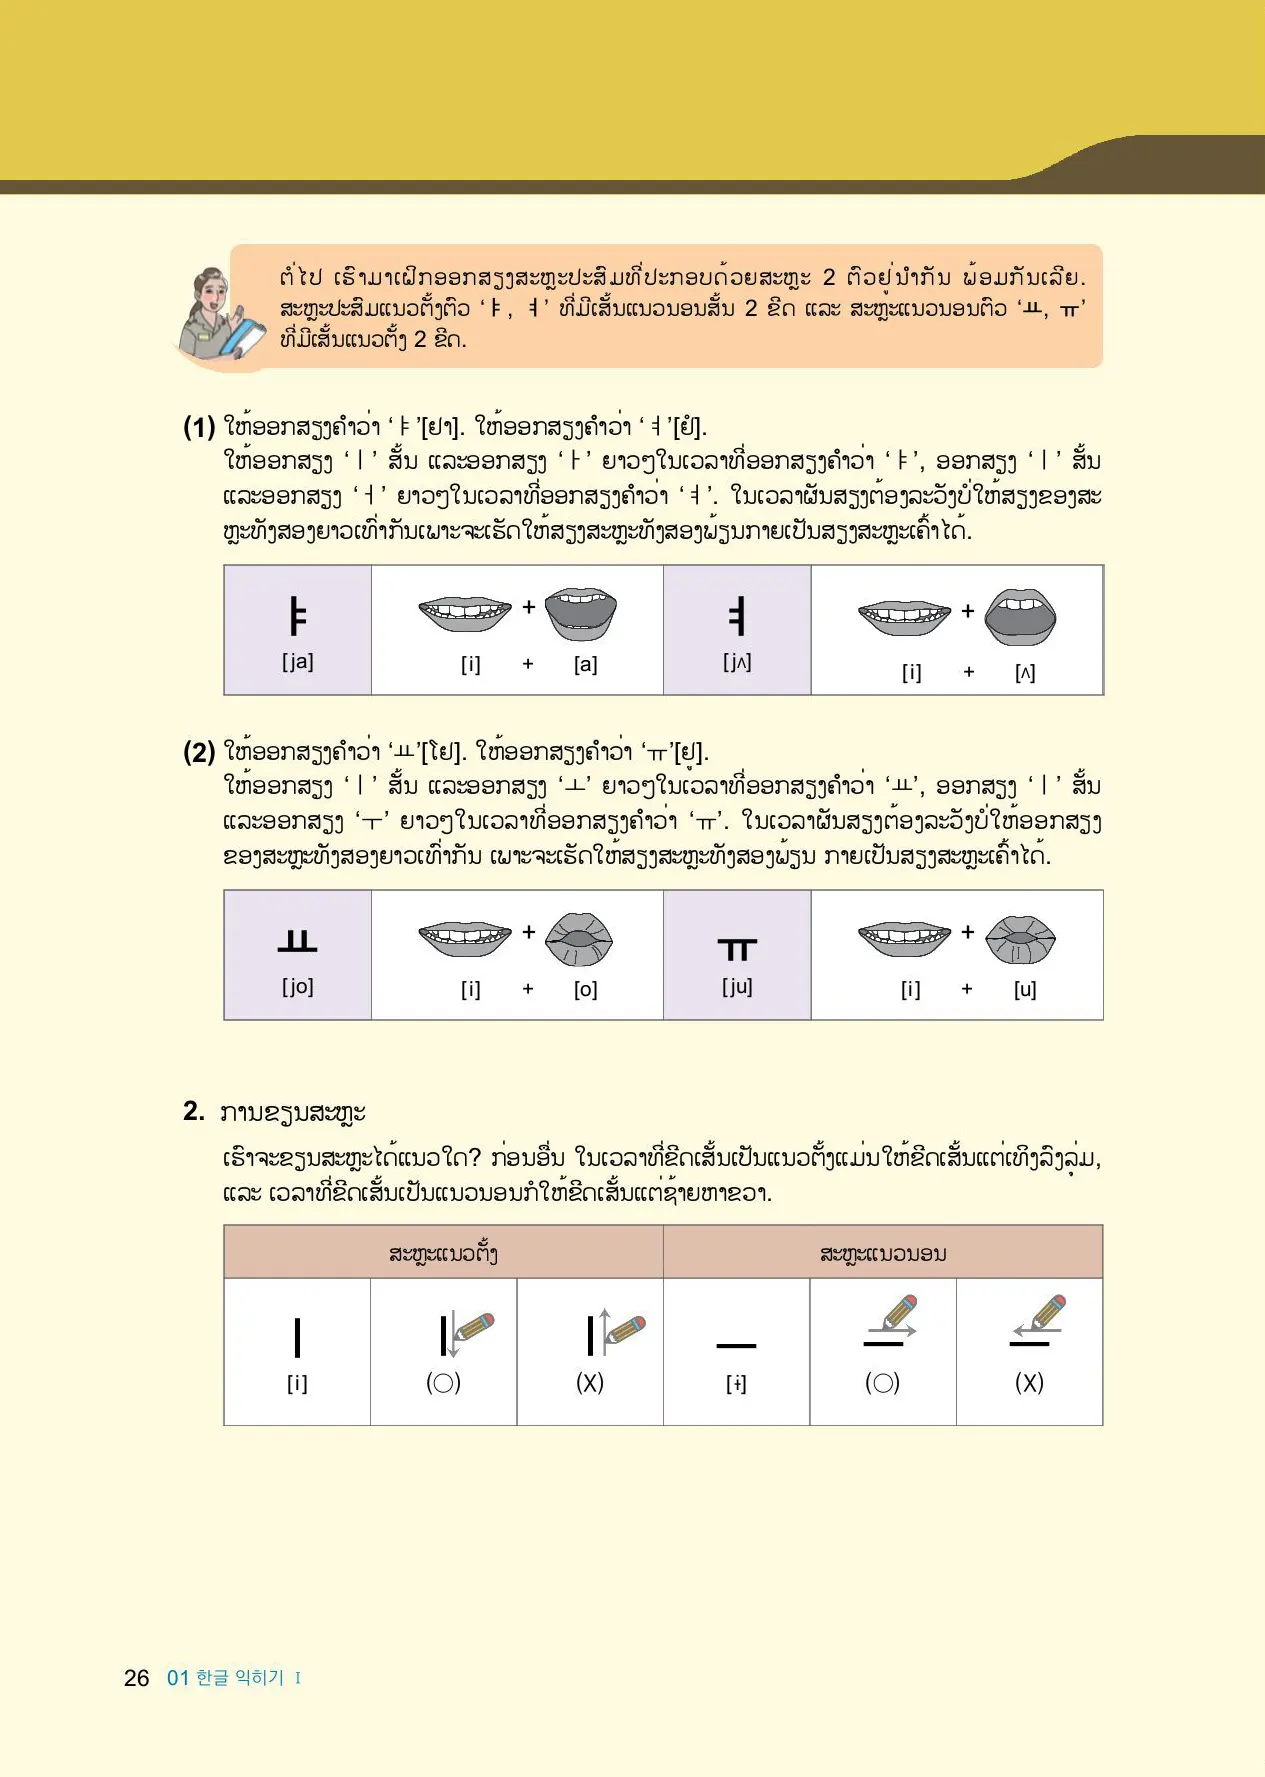 ຕໍ່ໄປ ເຮົາມາເຝິກອອກສຽງສະຫຼະປະສົມທີ່ປະກອບດ້ວຍສະຫຼະ 2 ຕົວຢູ່ນຳກັນ ພ້ອມກັນເລີຍ.
ສະຫຼະປະສົມແນວຕັ້ງຕົວ ‘ㅑ, ㅕ’ ທີ່ມີເສັ້ນແນວນອນສັ້ນ 2 ຂີດ ແລະ ສະຫຼະແນວນອນຕົວ ‘ㅛ, ㅠ’
ທີ່ມີເສັ້ນແນວຕັ້ງ 2 ຂີດ.
(1) ໃຫ້ອອກສຽງຄຳວ່າ ‘ㅑ’[ຢາ]. ໃຫ້ອອກສຽງຄຳວ່າ ‘ㅕ’[ຢໍ].
ໃຫ້ອອກສຽງ ‘ㅣ’ ສັ້ນ ແລະອອກສຽງ ‘ㅏ’ ຍາວໆໃນເວລາທີ່ອອກສຽງຄຳວ່າ ‘ㅑ’, ອອກສຽງ ‘ㅣ’ ສັ້ນ
ແລະອອກສຽງ ‘ㅓ’ ຍາວໆໃນເວລາທີ່ອອກສຽງຄຳວ່າ ‘ㅕ’. ໃນເວລາຜັນສຽງຕ້ອງລະວັງບໍ່ໃຫ້ສຽງຂອງສະ
ຫຼະທັງສອງຍາວເທົ່າກັນເພາະຈະເຮັດໃຫ້ສຽງສະຫຼະທັງສອງພ້ຽນກາຍເປັນສຽງສະຫຼະເຄົ້າໄດ້.
ㅑ + ㅕ +
[ja] [i] + [a] [jʌ] [i] + [ʌ]
(2) ໃຫ້ອອກສຽງຄຳວ່າ ‘ㅛ’[ໂຢ]. ໃຫ້ອອກສຽງຄຳວ່າ ‘ㅠ’[ຢູ].
ໃຫ້ອອກສຽງ ‘ㅣ’ ສັ້ນ ແລະອອກສຽງ ‘ㅗ’ ຍາວໆໃນເວລາທີ່ອອກສຽງຄຳວ່າ ‘ㅛ’, ອອກສຽງ ‘ㅣ’ ສັ້ນ
ແລະອອກສຽງ ‘ㅜ’ ຍາວໆໃນເວລາທີ່ອອກສຽງຄຳວ່າ ‘ㅠ’. ໃນເວລາຜັນສຽງຕ້ອງລະວັງບໍ່ໃຫ້ອອກສຽງ
ຂອງສະຫຼະທັງສອງຍາວເທົ່າກັນ ເພາະຈະເຮັດໃຫ້ສຽງສະຫຼະທັງສອງພ້ຽນ ກາຍເປັນສຽງສະຫຼະເຄົ້າໄດ້.
ㅛ + ㅠ +
[jo] [i] + [o] [ju] [i] + [u]
2. ການຂຽນສະຫຼະ
ເຮົາຈະຂຽນສະຫຼະໄດ້ແນວໃດ? ກ່ອນອື່ນ ໃນເວລາທີ່ຂີດເສັ້ນເປັນແນວຕັ້ງແມ່ນໃຫ້ຂີດເສັ້ນແຕ່ເທິງລົງລຸ່ມ,
ແລະ ເວລາທີ່ຂີດເສັ້ນເປັນແນວນອນກໍໃຫ້ຂີດເສັ້ນແຕ່ຊ້າຍຫາຂວາ.
ສະຫຼະແນວຕັ້ງ ສະຫຼະແນວນອນ
ㅣ ㅣ ㅣ ㅡ ㅡ ㅡ
[i] (○) (X) [ɨ] (○) (X)
26 01 한글 익히기 Ⅰ